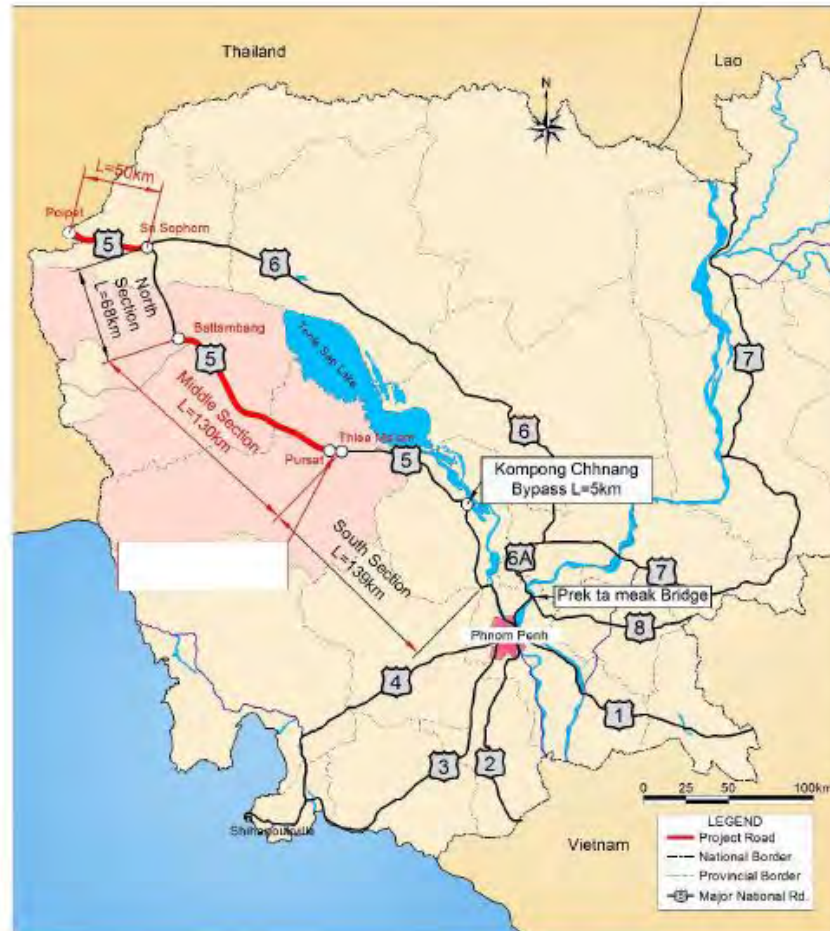 Thailand
Lao
N
L=50km
Poipet
Sri Sophorn
5
6
North
Section
L=68km
Battambang
5
7
Tonle Sap Lake
Middle Section
L=130km
6
Thlea Ma'am
Pursat
5
Kompong Chhnang
Bypass L=5km
South Section
L=139km
6A
7
Prek ta meak Bridge
8
Phnom Penh
4
1
3
2
0 25 50 100km
LEGEND
Project Road
National Border
Provincial Border
5 Major National Rd.
Vietnam